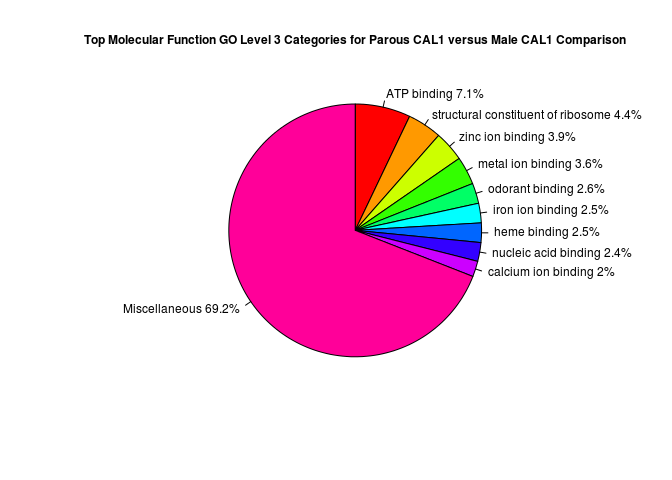 Top Molecular Function GO Level 3 Categories for Parous CAL1 versus Male CAL1 Comparison
ATP binding 7.1%
structural constituent of ribosome 4.4%
zinc ion binding 3.9%
metal ion binding 3.6%
odorant binding 2.6%
iron ion binding 2.5%
heme binding 2.5%
nucleic acid binding 2.4%
calcium ion binding 2%
Miscellaneous 69.2%